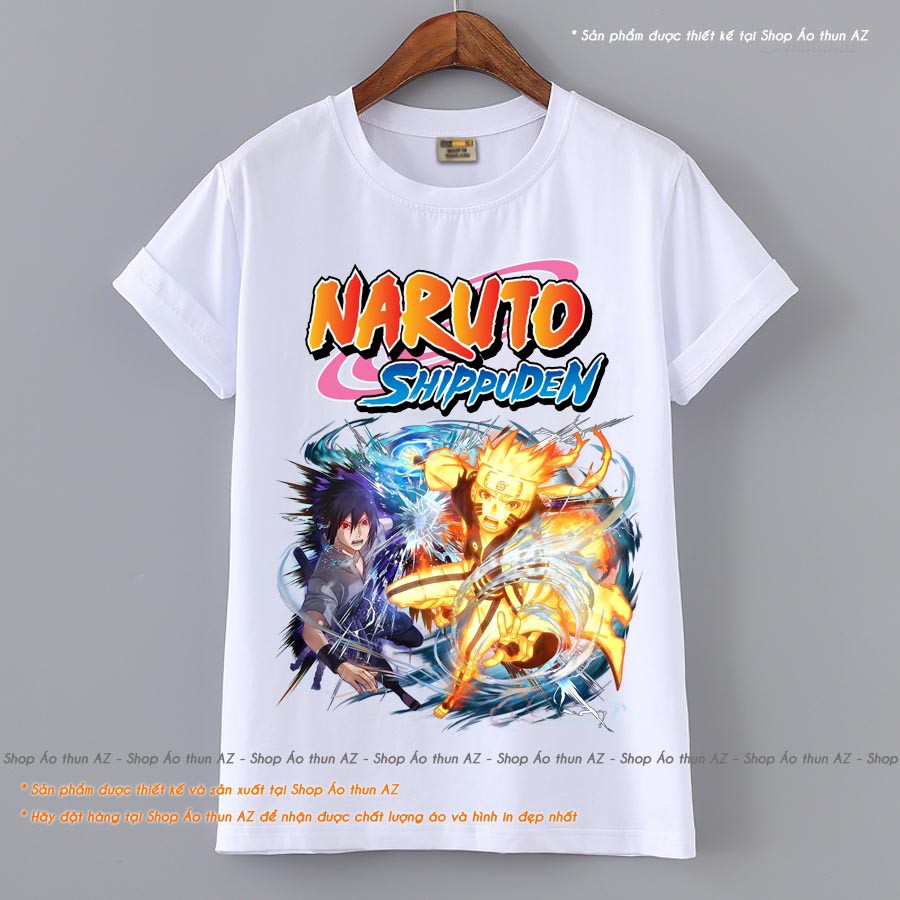 * Sản phẩm được thiết kế tại Shop Áo thun AZ
MADE IN
THAILAND
NARUTO
SHIPPUDEN
Shop Áo thun AZ - Shop Áo thun AZ - Shop Áo thun AZ - Shop Áo thun AZ - Shop Áo thun AZ - Shop Áo thun AZ - Shop Áo thun AZ - Shop
* Sản phẩm được thiết kế và sản xuất tại Shop Áo thun AZ
* Hãy đặt hàng tại Shop Áo thun AZ để nhận được chất lượng áo và hình in đẹp nhất